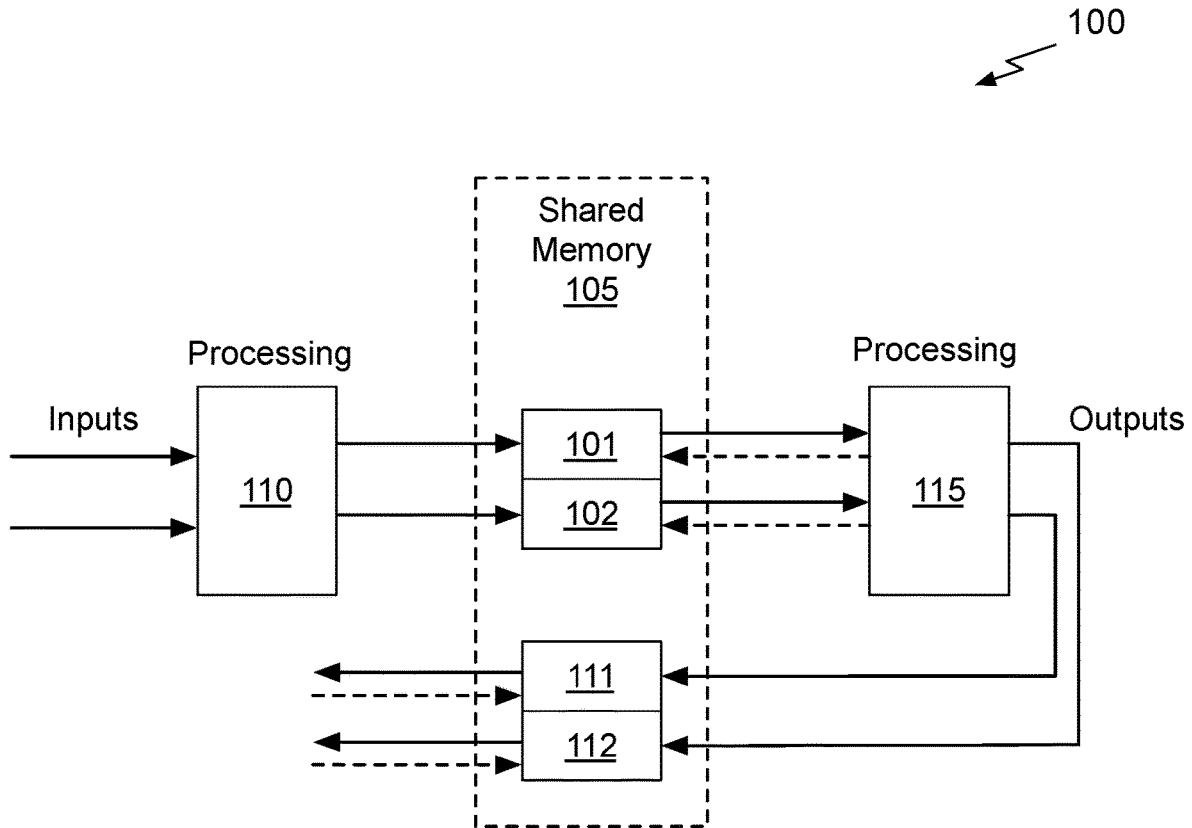 100
Shared
Memory
105
Processing
Processing
Inputs
Outputs
101
110
115
102
111
112